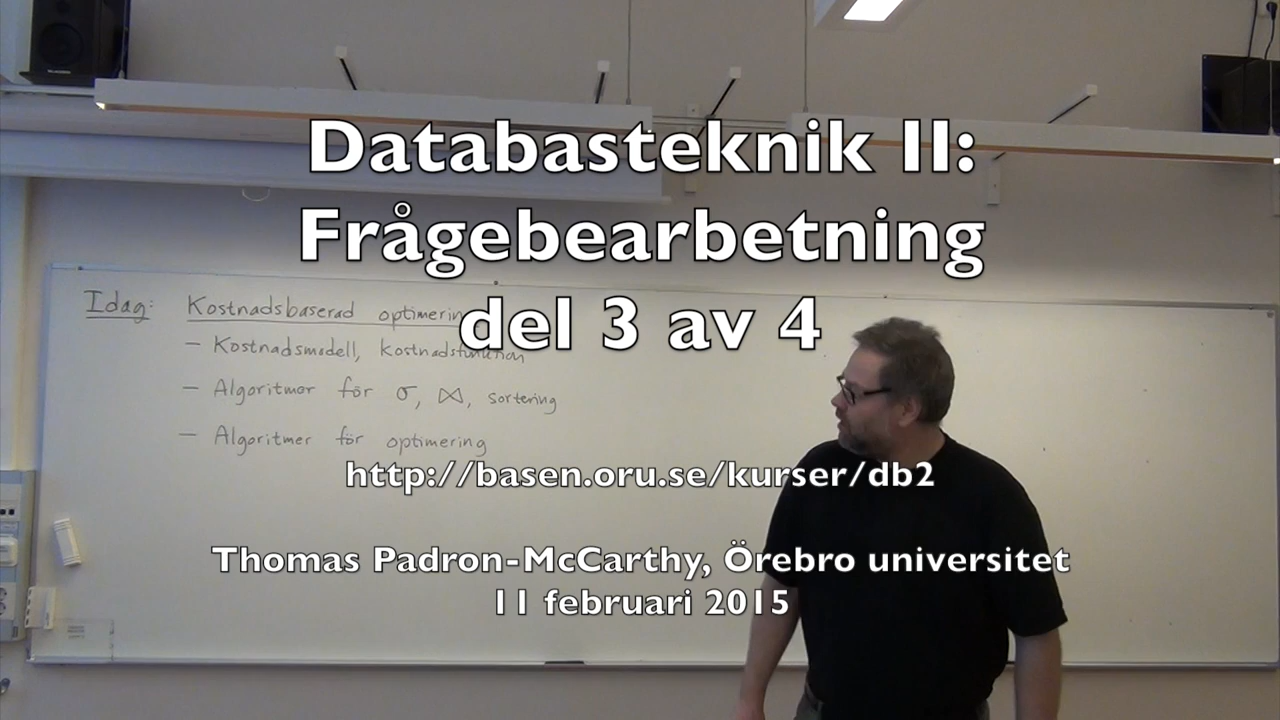 Databasteknik II:
Frågebearbetning
del 3 av 4
Idag: Kostnadsbaserad optimering
– Kostnadsmodell, kostnadsfunktion
– Algoritmer för σ, ⋈, sortering
– Algoritmer för optimering
http://basen.oru.se/kurser/db2
Thomas Padron-McCarthy, Örebro universitet
11 februari 2015